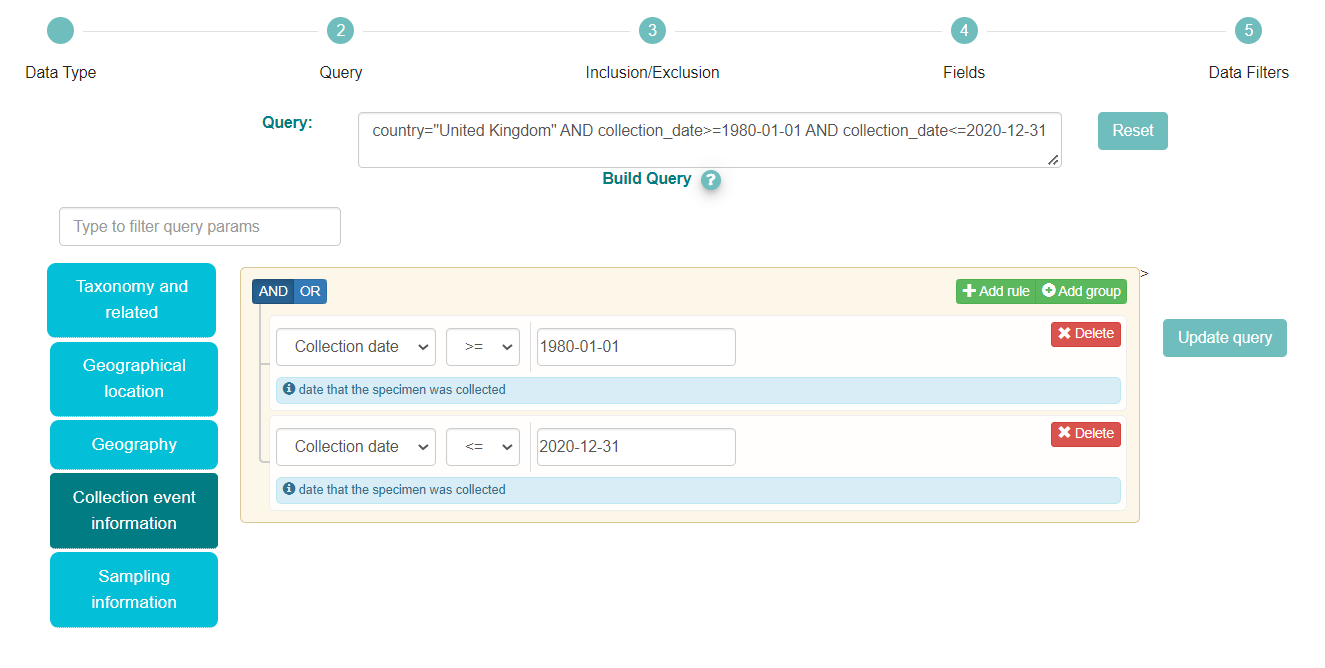 2 3 4 5
Data Type Query Inclusion/Exclusion Fields Data Filters
Query: country="United Kingdom" AND collection_date>=1980-01-01 AND collection_date<=2020-12-31 Reset
Build Query ?
Type to filter query params
>
Taxonomy and
related
Geographical
location
Geography
Collection event
information
Sampling
information
AND OR Add rule Add group
Collection date >= 1980-01-01 Delete
date that the specimen was collected
Collection date <= 2020-12-31 Delete
date that the specimen was collected
Update query